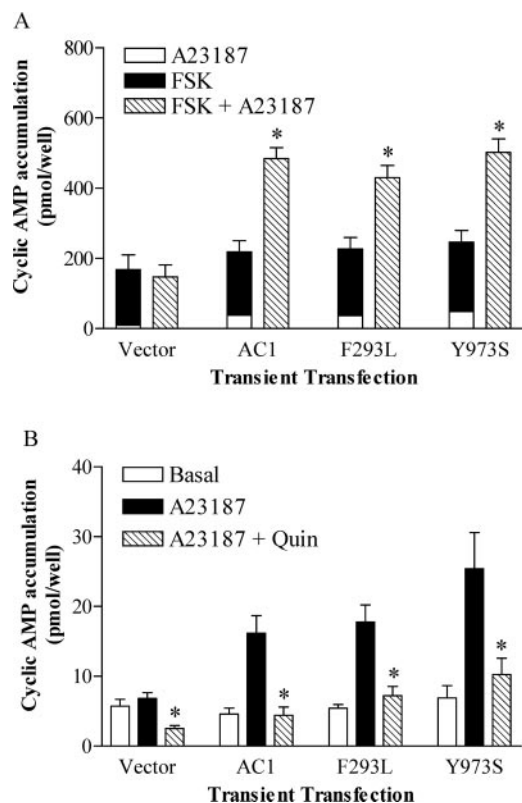 A
A23187
FSK
FSK + A23187
Cyclic AMP accumulation
(pmol/well)
800
600
400
200
0
*
*
*
Vector AC1 F293L Y973S
Transient Transfection
B
Basal
A23187
A23187 + Quin
Cyclic AMP accumulation
(pmol/well)
40
30
20
10
0
*
*
*
*
Vector AC1 F293L Y973S
Transient Transfection